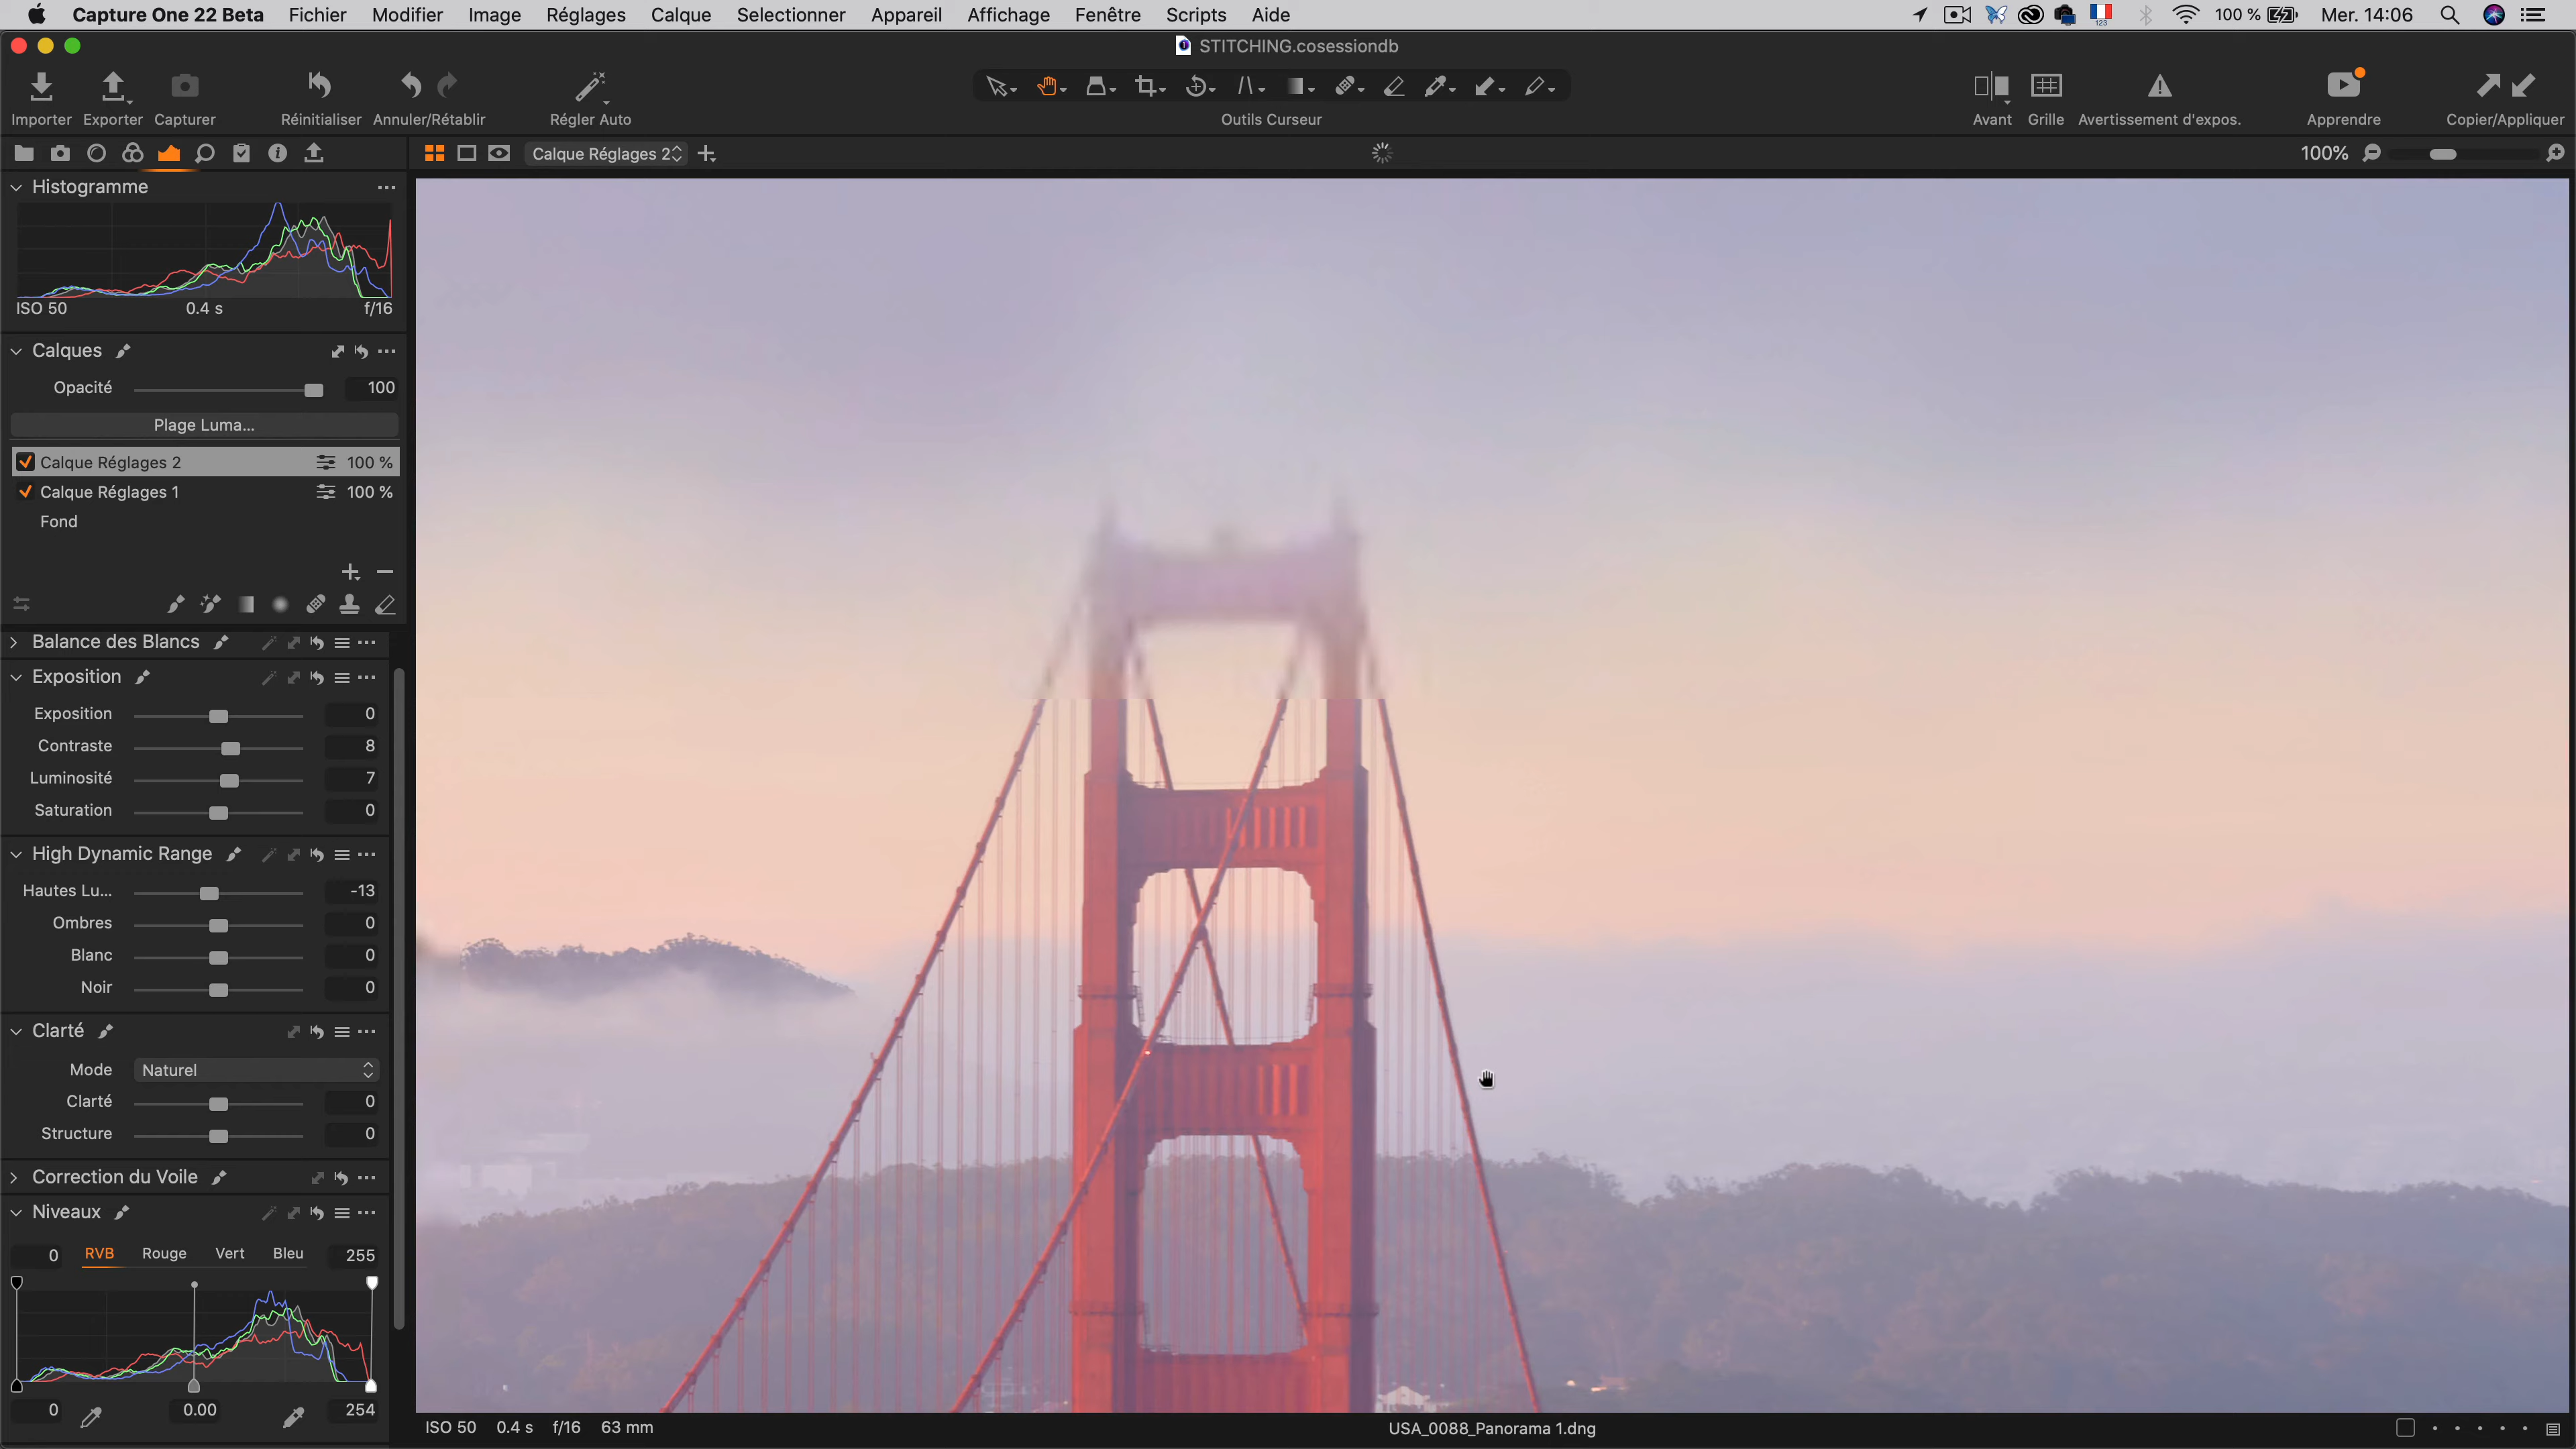 Capture One 22 Beta Fichier Modifier Image Réglages Calque Selectionner Appareil Affichage Fenêtre Scripts Aide 123 100 % Mer. 14:06
STITCHING.cosessiondb
Importer Exporter Capturer Réinitialiser Annuler/Rétablir Régler Auto Outils Curseur Avant Grille Avertissement d'expos. Apprendre Copier/Appliquer
Calque Réglages 2 100%
Histogramme
ISO 50 0.4 s f/16
Calques
Opacité 100
Plage Luma...
Calque Réglages 2 100 %
Calque Réglages 1 100 %
Fond
Balance des Blancs
Exposition
Exposition 0
Contraste 8
Luminosité 7
Saturation 0
High Dynamic Range
Hautes Lu... -13
Ombres 0
Blanc 0
Noir 0
Clarté
Mode Naturel
Clarté 0
Structure 0
Correction du Voile
Niveaux
0 RVB Rouge Vert Bleu 255
0 0.00 254
ISO 50 0.4 s f/16 63 mm USA_0088_Panorama 1.dng